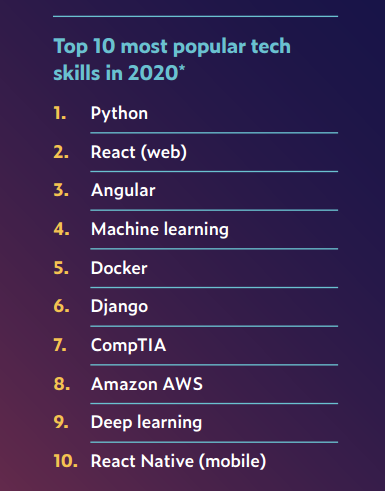 Top 10 most popular tech
skills in 2020*
1. Python
2. React (web)
3. Angular
4. Machine learning
5. Docker
6. Django
7. CompTIA
8. Amazon AWS
9. Deep learning
10. React Native (mobile)